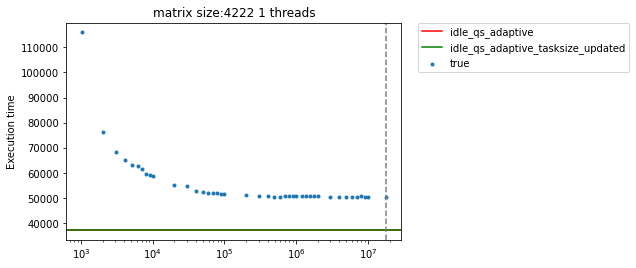 matrix size:4222 1 threads
Execution time
110000
100000
90000
80000
70000
60000
50000
40000
10³
10⁴
10⁵
10⁶
10⁷
idle_qs_adaptive
idle_qs_adaptive_tasksize_updated
true